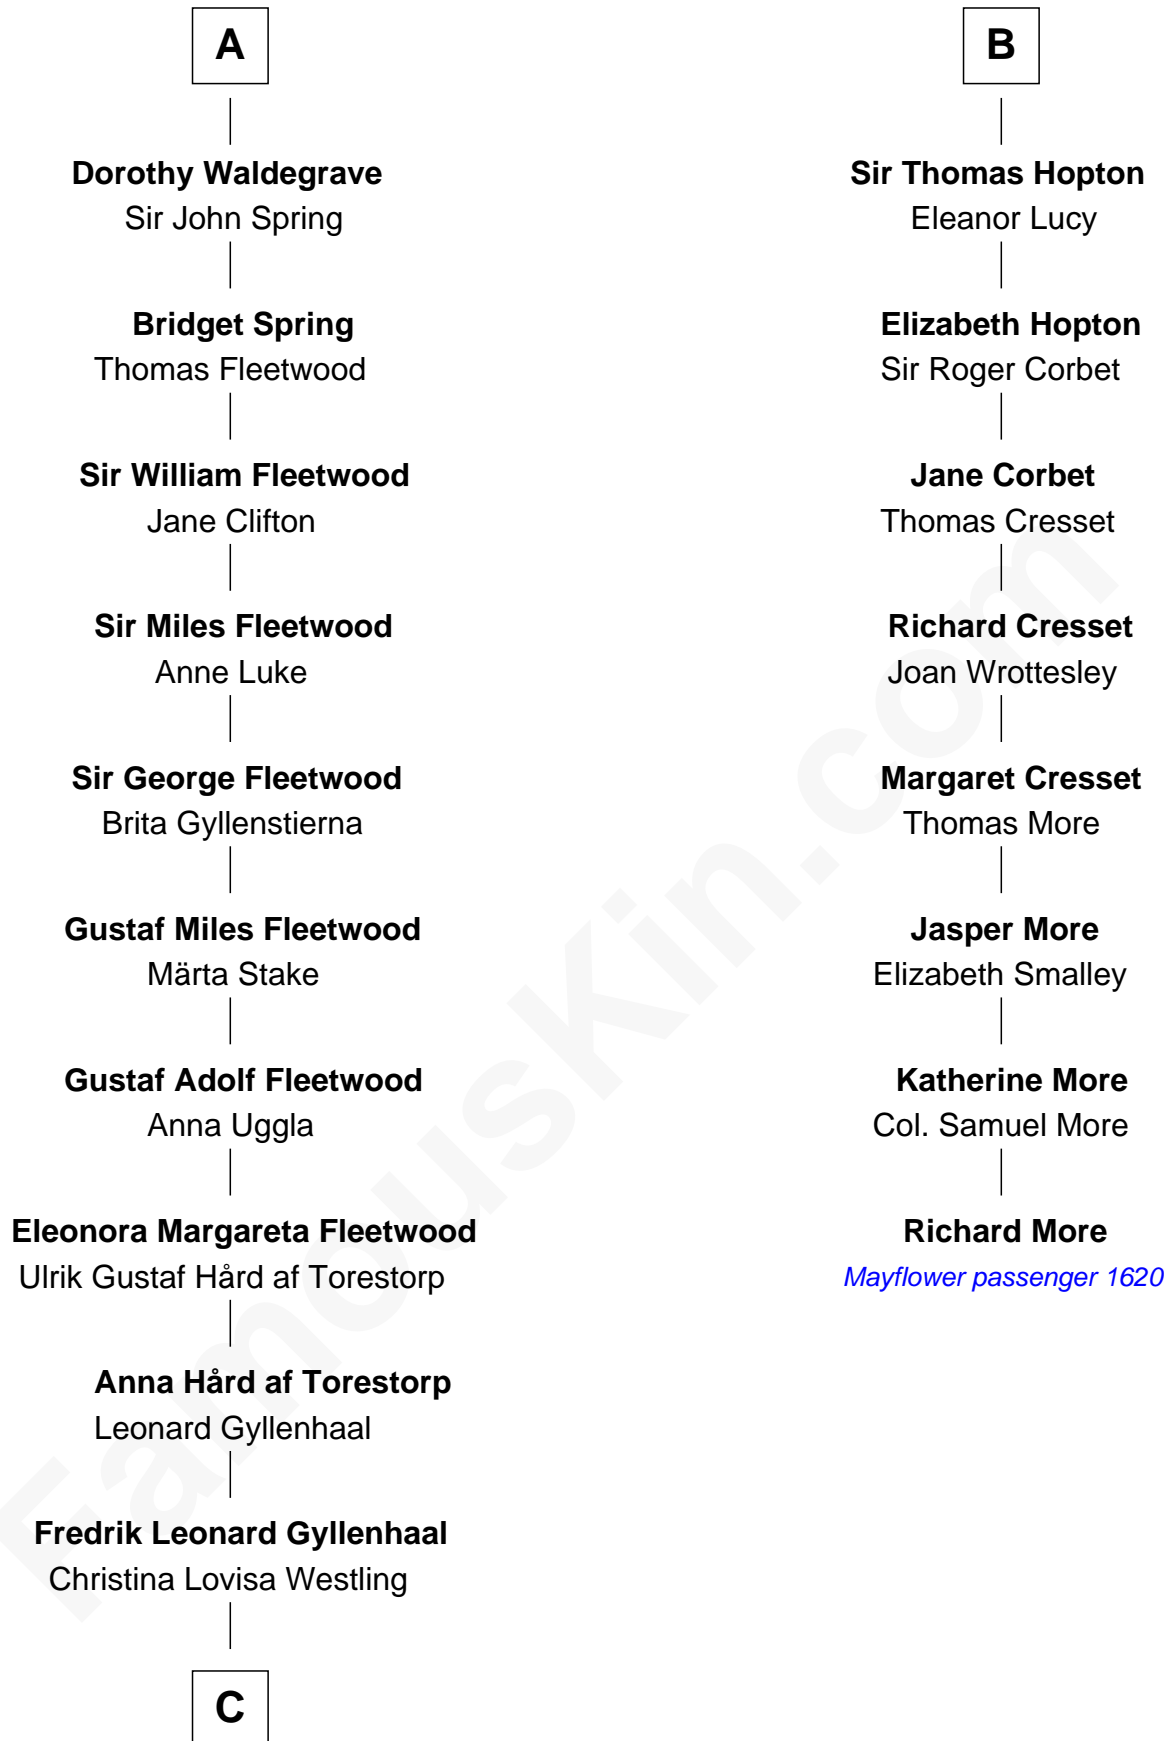 A
Dorothy Waldegrave
Sir John Spring
Bridget Spring
Thomas Fleetwood
Sir William Fleetwood
Jane Clifton
Sir Miles Fleetwood
Anne Luke
Sir George Fleetwood
Brita Gyllenstierna
Gustaf Miles Fleetwood
Märta Stake
Gustaf Adolf Fleetwood
Anna Uggla
Eleonora Margareta Fleetwood
Ulrik Gustaf Hård af Torestorp
Anna Hård af Torestorp
Leonard Gyllenhaal
Fredrik Leonard Gyllenhaal
Christina Lovisa Westling
C
B
Sir Thomas Hopton
Eleanor Lucy
Elizabeth Hopton
Sir Roger Corbet
Jane Corbet
Thomas Cresset
Richard Cresset
Joan Wrottesley
Margaret Cresset
Thomas More
Jasper More
Elizabeth Smalley
Katherine More
Col. Samuel More
Richard More
Mayflower passenger 1620
FamousKin.com